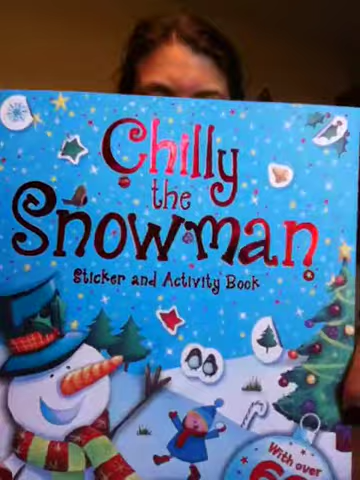 Chilly
the
Snowman
Sticker and Activity Book
With over